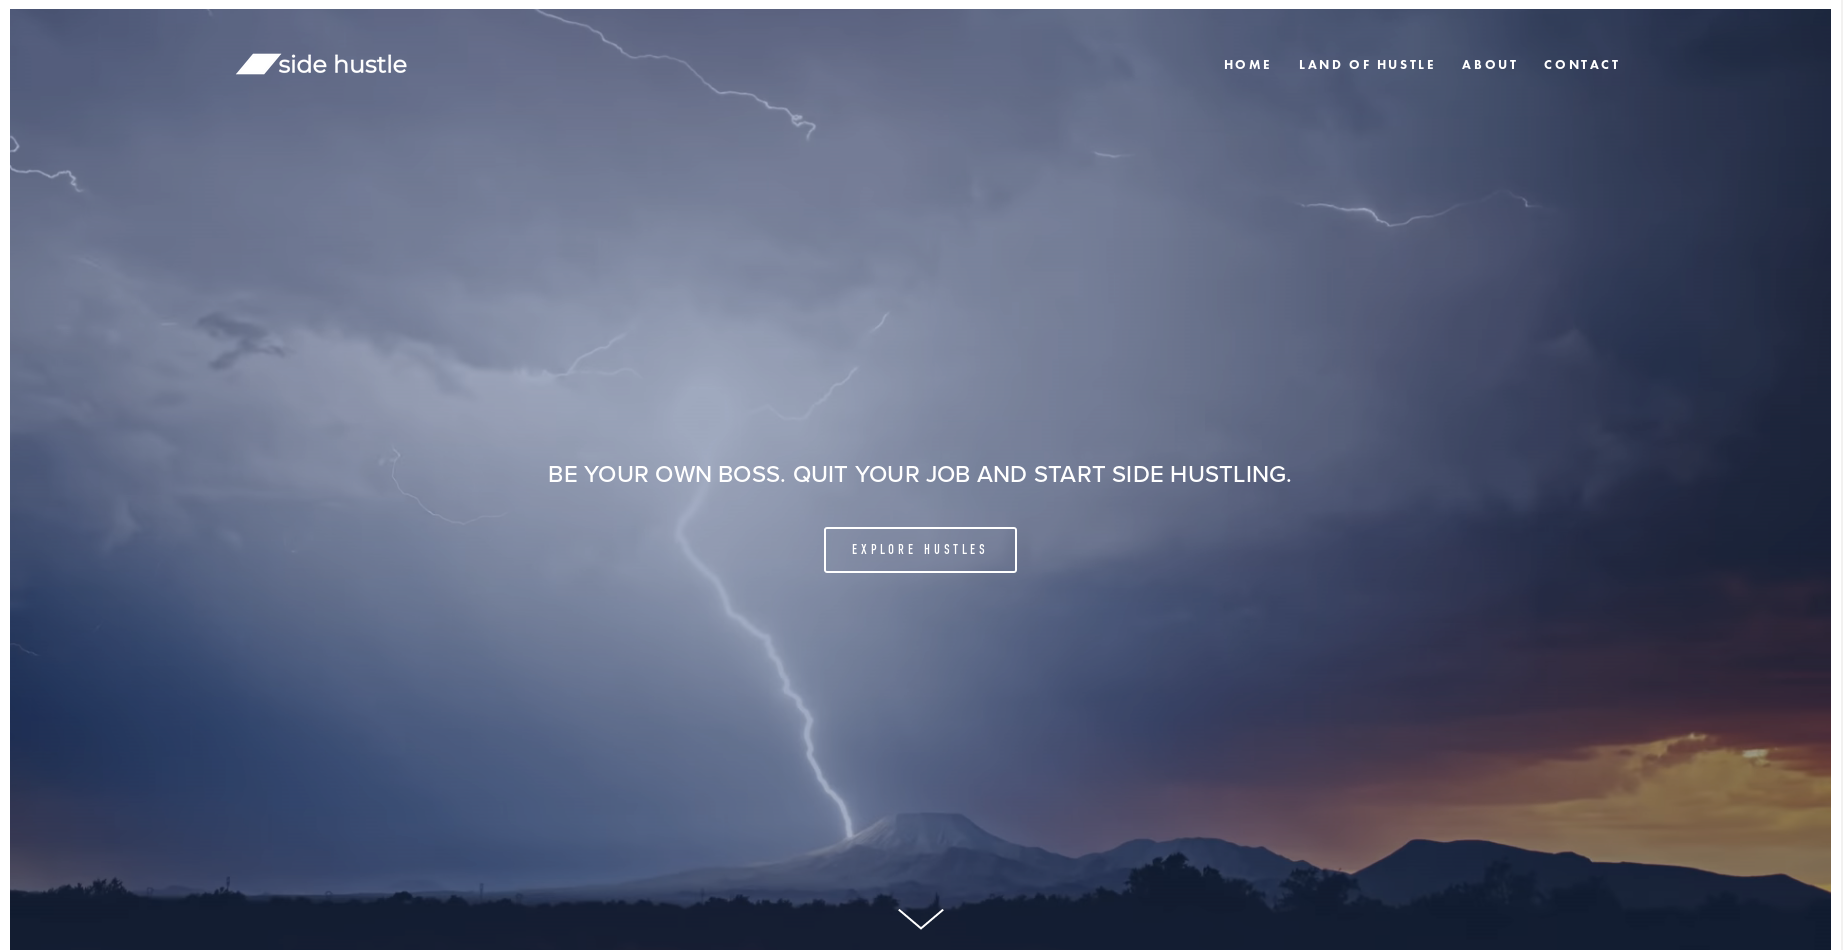 side hustle
HOME LAND OF HUSTLE ABOUT CONTACT
BE YOUR OWN BOSS. QUIT YOUR JOB AND START SIDE HUSTLING.
EXPLORE HUSTLES